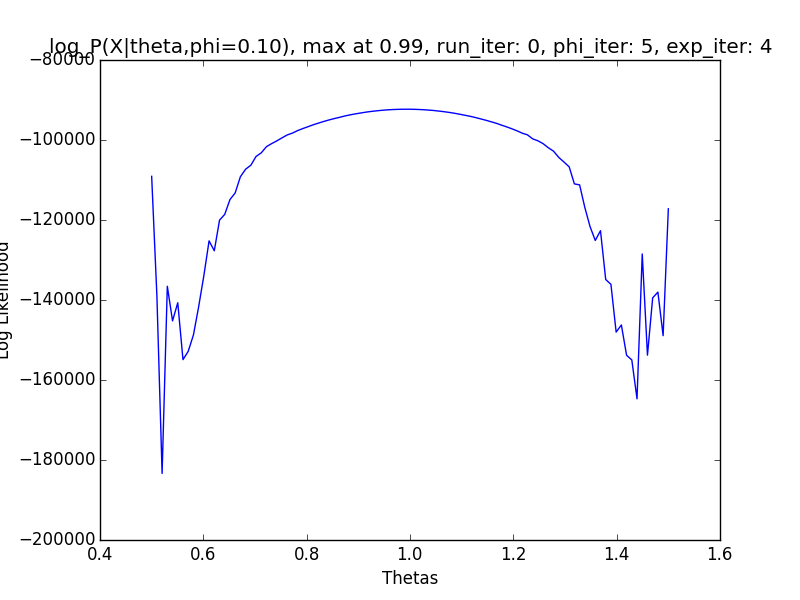 log_P(X|theta,phi=0.10), max at 0.99, run_iter: 0, phi_iter: 5, exp_iter: 4
−80000
−100000
−120000
−140000
−160000
−180000
−200000
Log Likelihood
0.4 0.6 0.8 1.0 1.2 1.4 1.6
Thetas